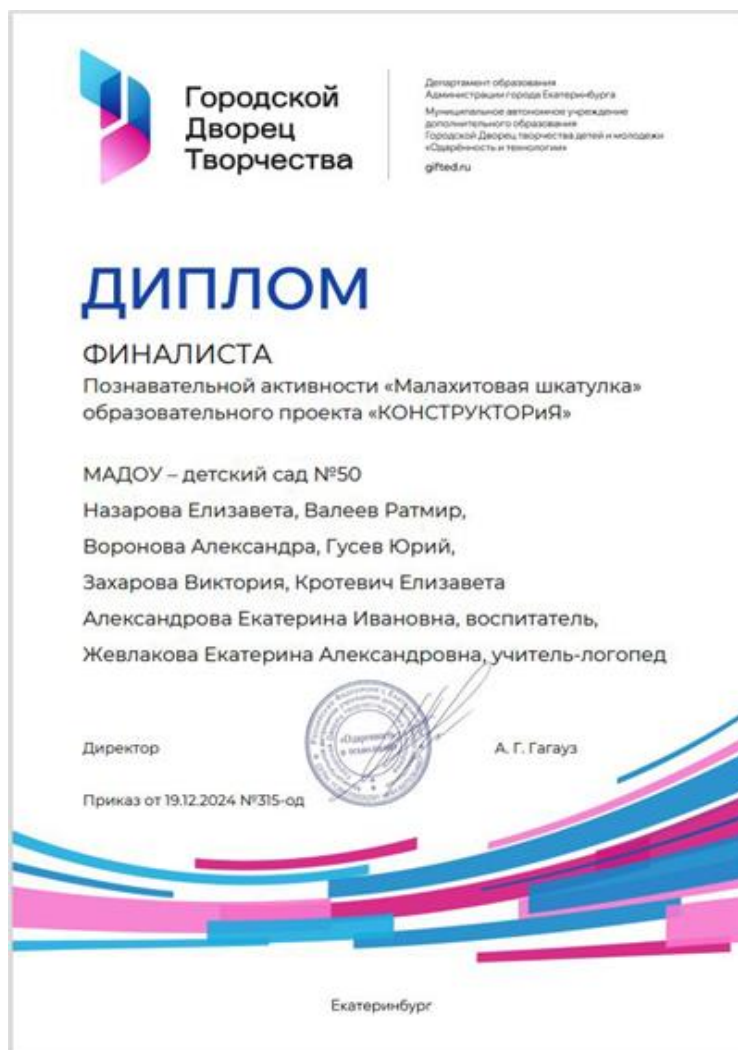 Городской
Дворец
Творчества
Департамент образования
Администрации города Екатеринбурга
Муниципальное автономное учреждение
дополнительного образования
Городской Дворец творчества детей и молодежи
«Одарённость и технологии»
gifted.ru
ДИПЛОМ
ФИНАЛИСТА
Познавательной активности «Малахитовая шкатулка»
образовательного проекта «КОНСТРУКТОРиЯ»
МАДОУ – детский сад №50
Назарова Елизавета, Валеев Ратмир,
Воронова Александра, Гусев Юрий,
Захарова Виктория, Кротевич Елизавета
Александрова Екатерина Ивановна, воспитатель,
Жевлакова Екатерина Александровна, учитель-логопед
«Одаренность
и технологии»
Директор
А. Г. Гагауз
Приказ от 19.12.2024 №315-од
Екатеринбург